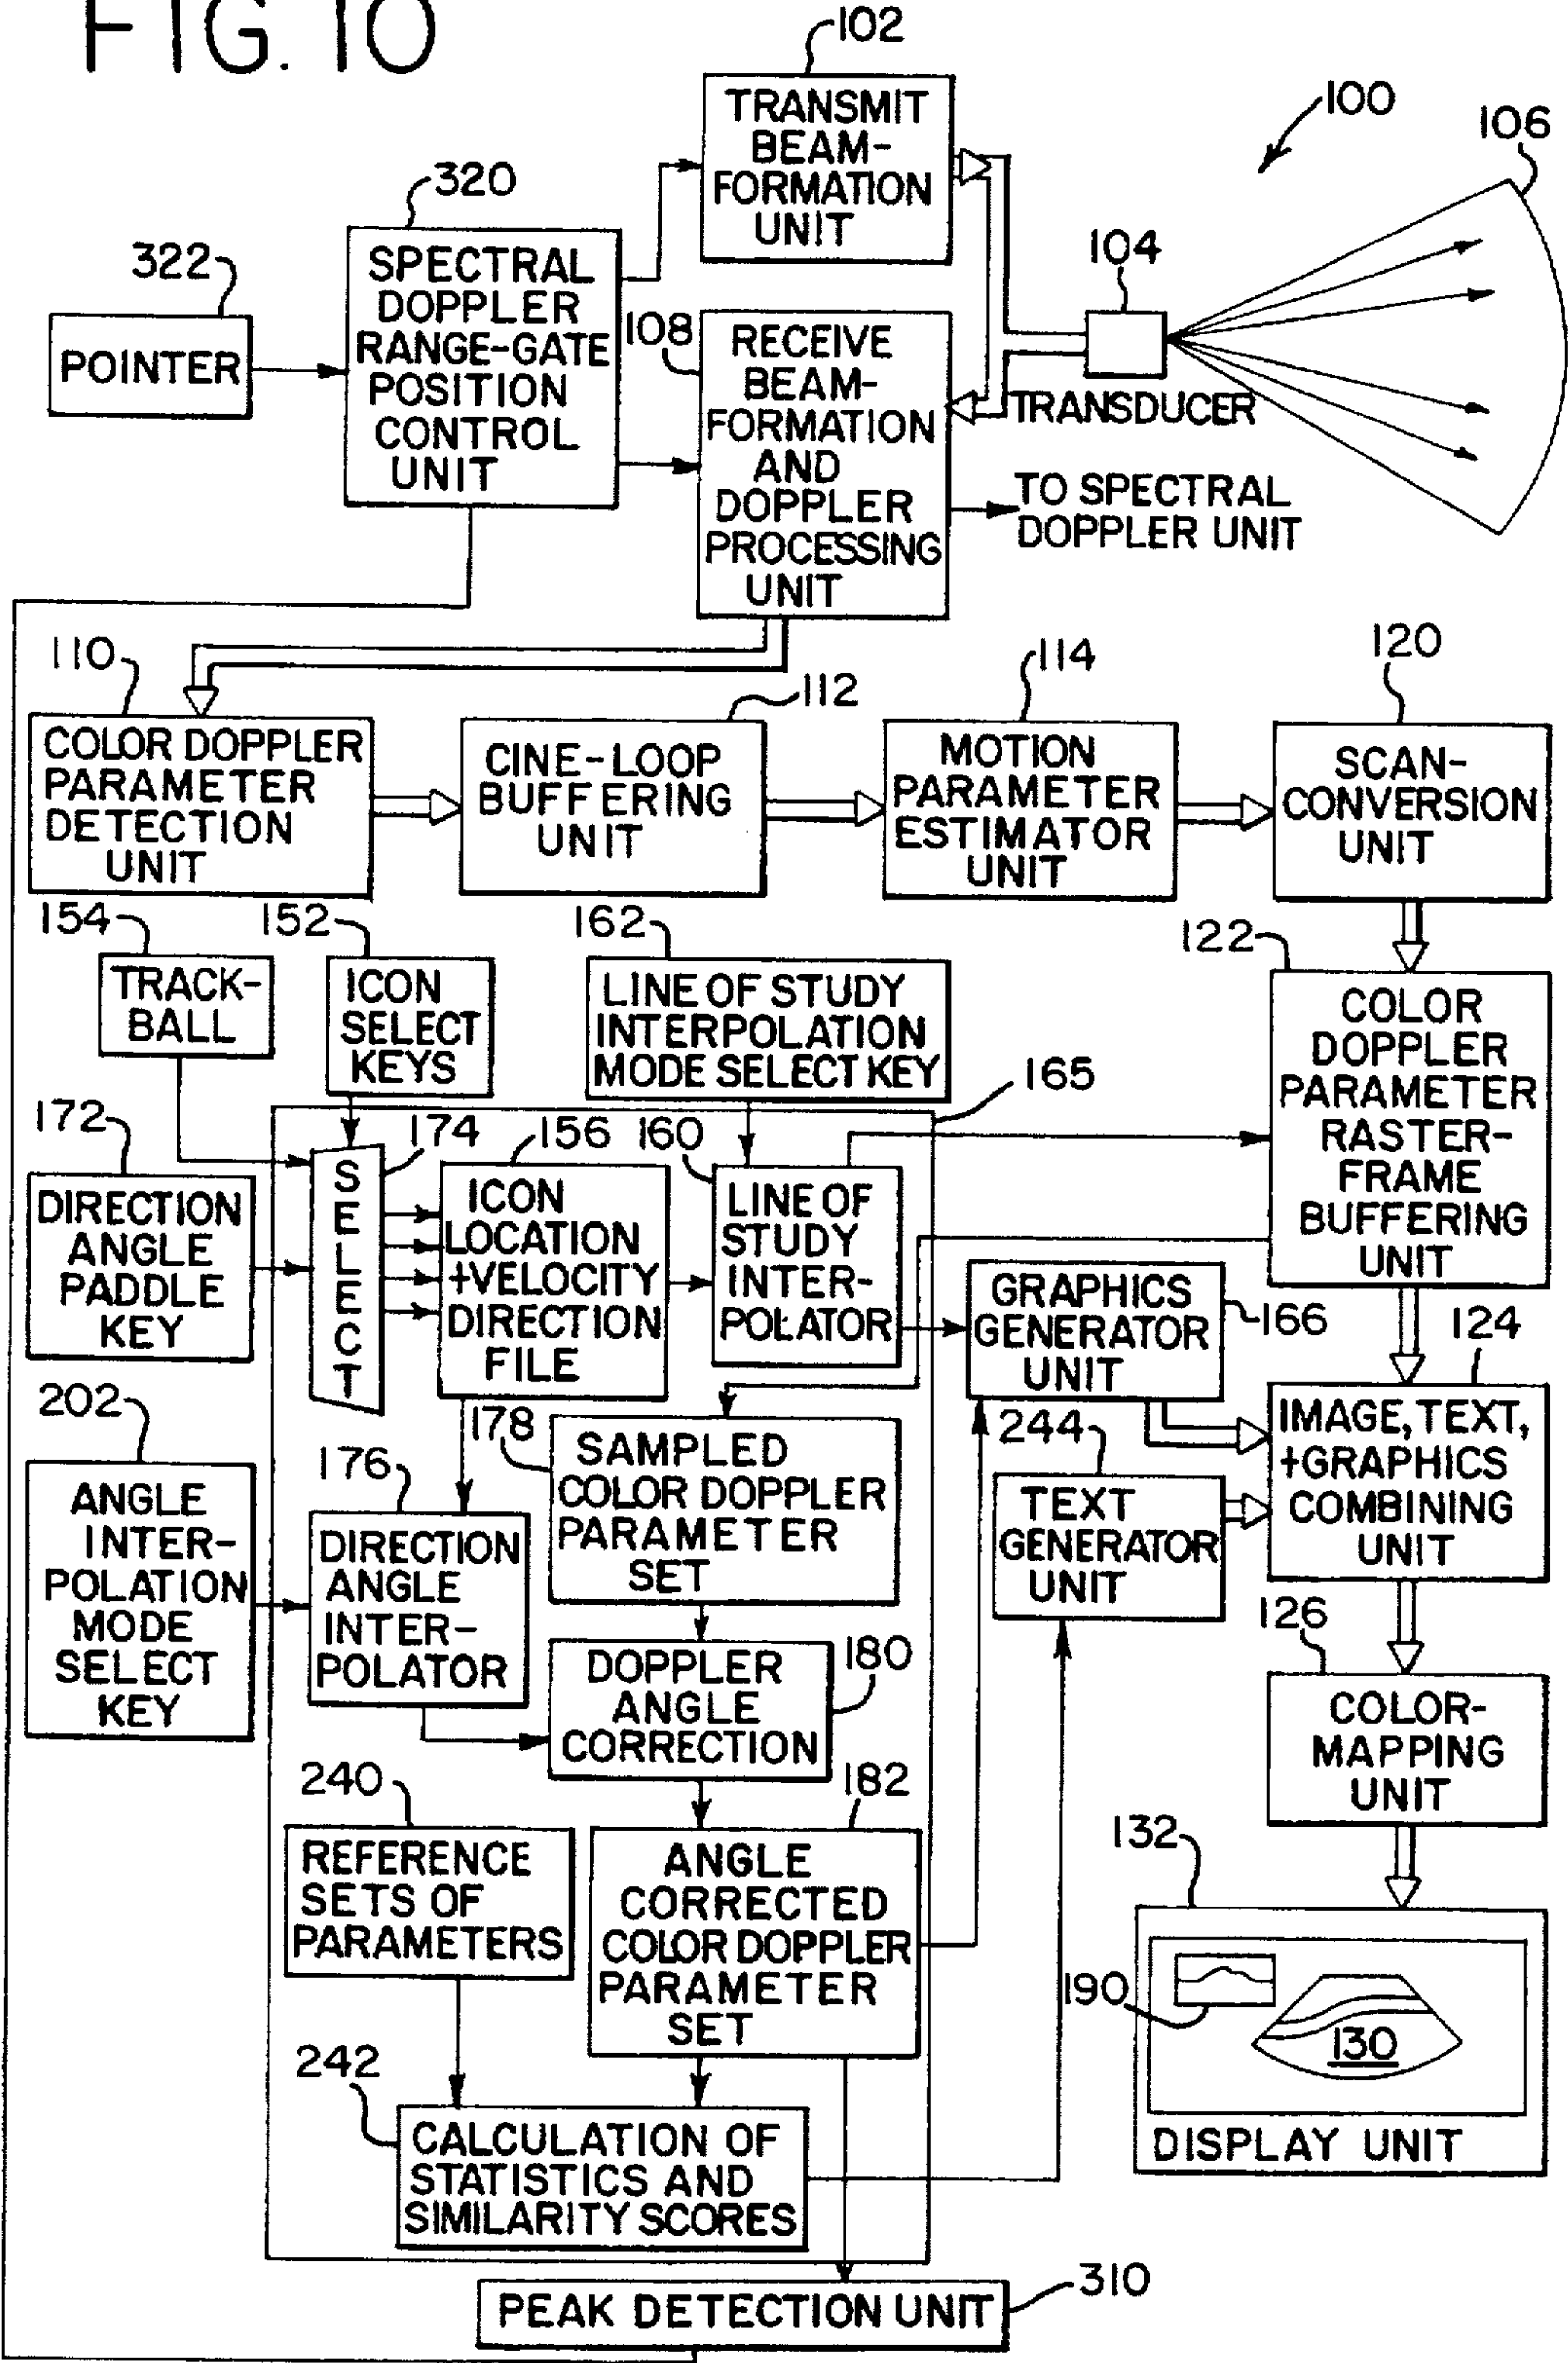 FIG. 10
102
TRANSMIT
BEAM-
FORMATION
UNIT
100
106
320
SPECTRAL
DOPPLER
RANGE-GATE
POSITION
CONTROL
UNIT
322
POINTER
104
TRANSDUCER
108
RECEIVE
BEAM-
FORMATION
AND
DOPPLER
PROCESSING
UNIT
TO SPECTRAL
DOPPLER UNIT
110
COLOR DOPPLER
PARAMETER
DETECTION
UNIT
112
CINE-LOOP
BUFFERING
UNIT
114
MOTION
PARAMETER
ESTIMATOR
UNIT
120
SCAN-
CONVERSION
UNIT
154
TRACK-
BALL
152
ICON
SELECT
KEYS
162
LINE OF STUDY
INTERPOLATION
MODE SELECT KEY
165
122
COLOR
DOPPLER
PARAMETER
RASTER-
FRAME
BUFFERING
UNIT
172
DIRECTION
ANGLE
PADDLE
KEY
174
SELECT
156
ICON
LOCATION
+VELOCITY
DIRECTION
FILE
160
LINE OF
STUDY
INTER-
POLATOR
GRAPHICS
GENERATOR
UNIT
166
124
IMAGE, TEXT,
+GRAPHICS
COMBINING
UNIT
202
ANGLE
INTER-
POLATION
MODE
SELECT
KEY
176
DIRECTION
ANGLE
INTER-
POLATOR
178
SAMPLED
COLOR DOPPLER
PARAMETER
SET
244
TEXT
GENERATOR
UNIT
126
COLOR-
MAPPING
UNIT
DOPPLER
ANGLE
CORRECTION
180
240
REFERENCE
SETS OF
PARAMETERS
182
ANGLE
CORRECTED
COLOR DOPPLER
PARAMETER
SET
132
190
130
DISPLAY UNIT
242
CALCULATION OF
STATISTICS AND
SIMILARITY SCORES
PEAK DETECTION UNIT
310